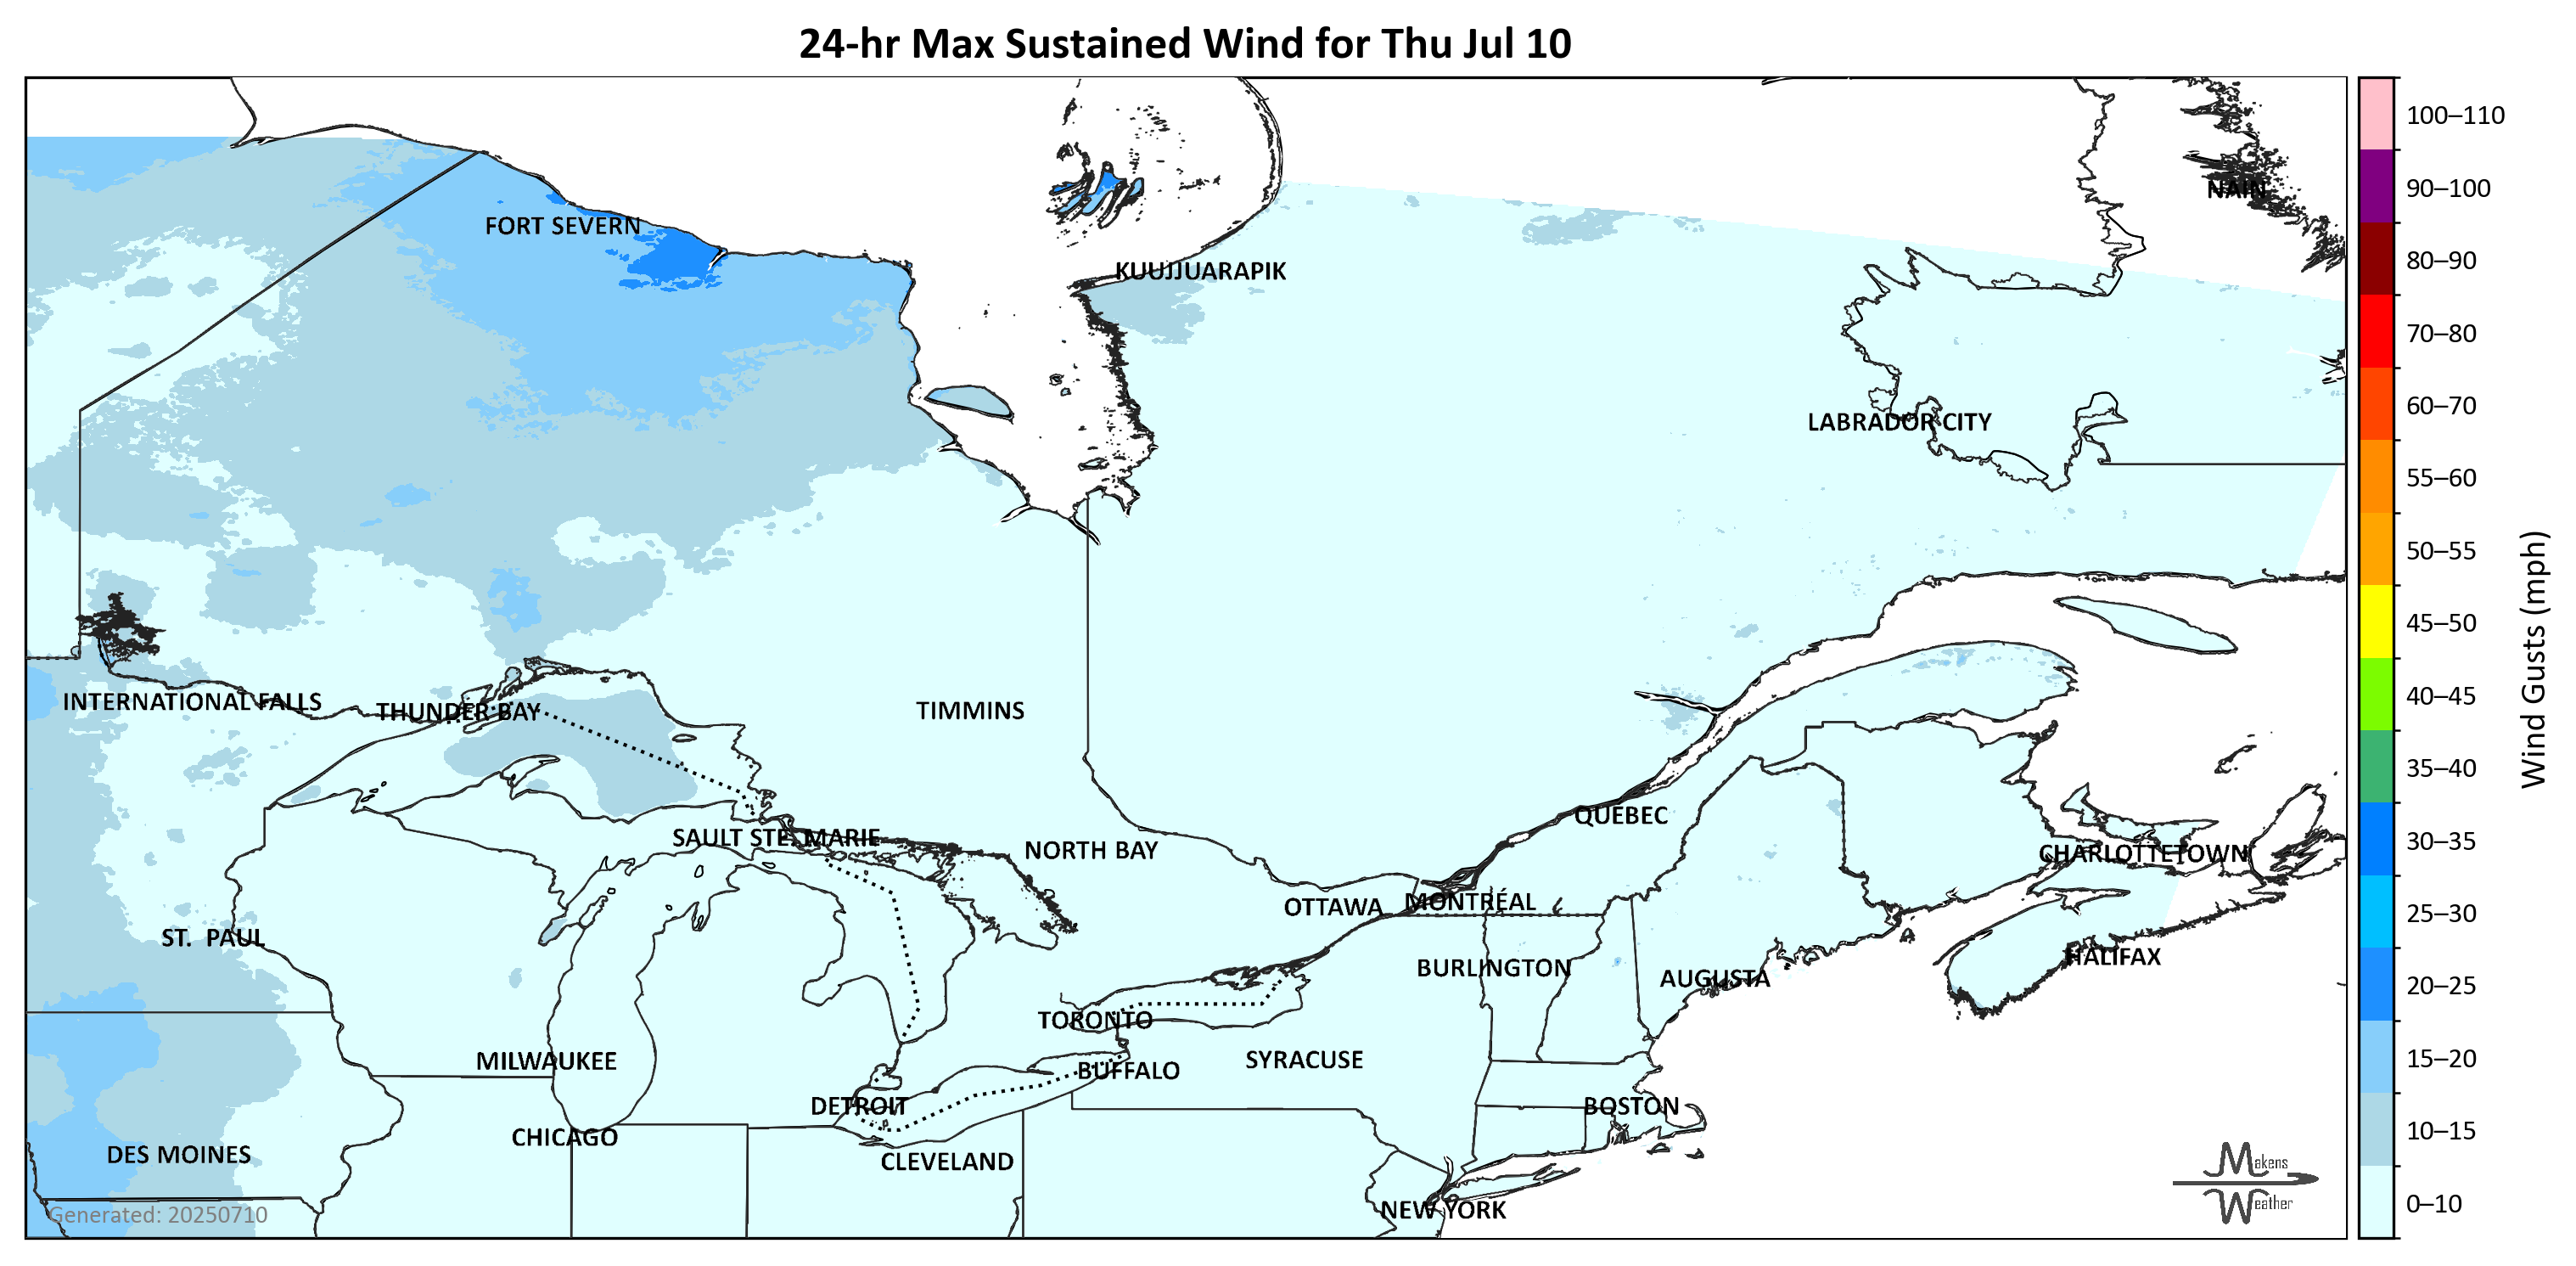 24-hr Max Sustained Wind for Thu Jul 10
100–110
90–100
80–90
70–80
60–70
55–60
50–55
45–50
40–45
35–40
30–35
25–30
20–25
15–20
10–15
0–10
Wind Gusts (mph)
NAIN
FORT SEVERN
KUUJJUARAPIK
LABRADOR CITY
INTERNATIONAL FALLS
THUNDER BAY
TIMMINS
QUEBEC
SAULT STE. MARIE
NORTH BAY
CHARLOTTETOWN
OTTAWA
MONTRÉAL
ST. PAUL
HALIFAX
BURLINGTON
AUGUSTA
TORONTO
MILWAUKEE
BUFFALO
SYRACUSE
DETROIT
BOSTON
CHICAGO
DES MOINES
CLEVELAND
NEW YORK
Generated: 20250710
Makens
Weather